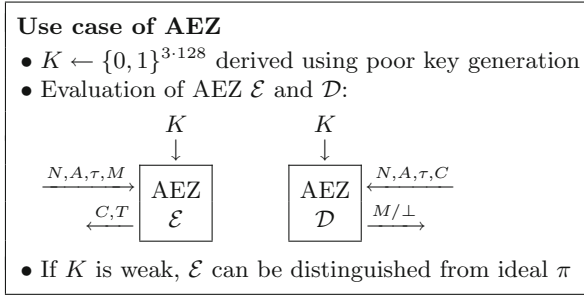 Use case of AEZ
• K ← {0, 1}^{3·128} derived using poor key generation
• Evaluation of AEZ ℰ and 𝒟:
K K
N,A,τ,M AEZ AEZ N,A,τ,C
C,T ℰ 𝒟 M/⊥
• If K is weak, ℰ can be distinguished from ideal π